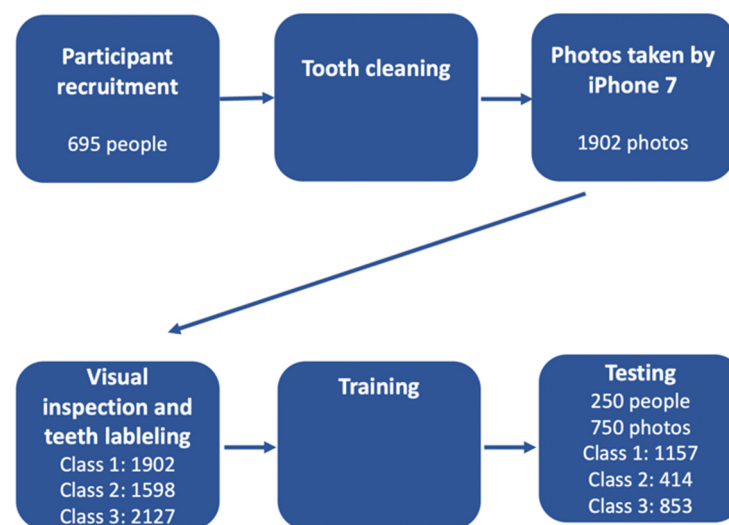 Participant
recruitment
695 people
Tooth cleaning
Photos taken by
iPhone 7
1902 photos
Visual
inspection and
teeth lableling
Class 1: 1902
Class 2: 1598
Class 3: 2127
Training
Testing
250 people
750 photos
Class 1: 1157
Class 2: 414
Class 3: 853